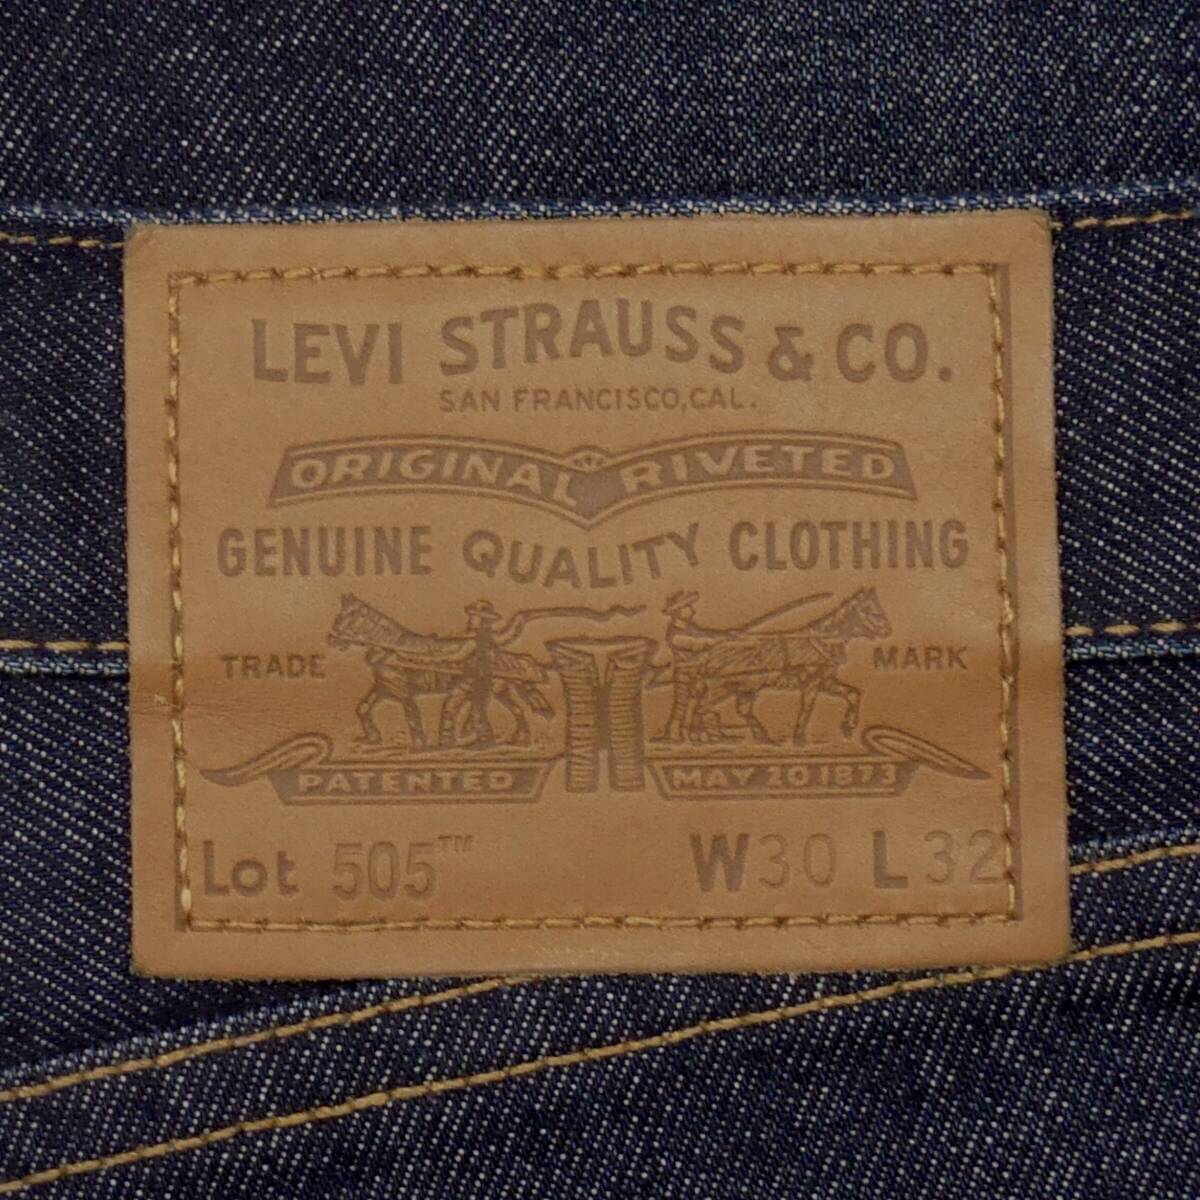 LEVI STRAUSS & CO.
SAN FRANCISCO, CAL.
ORIGINAL RIVETED
GENUINE QUALITY CLOTHING
TRADE MARK
PATENTED MAY 20 1873
Lot 505™ W30 L32